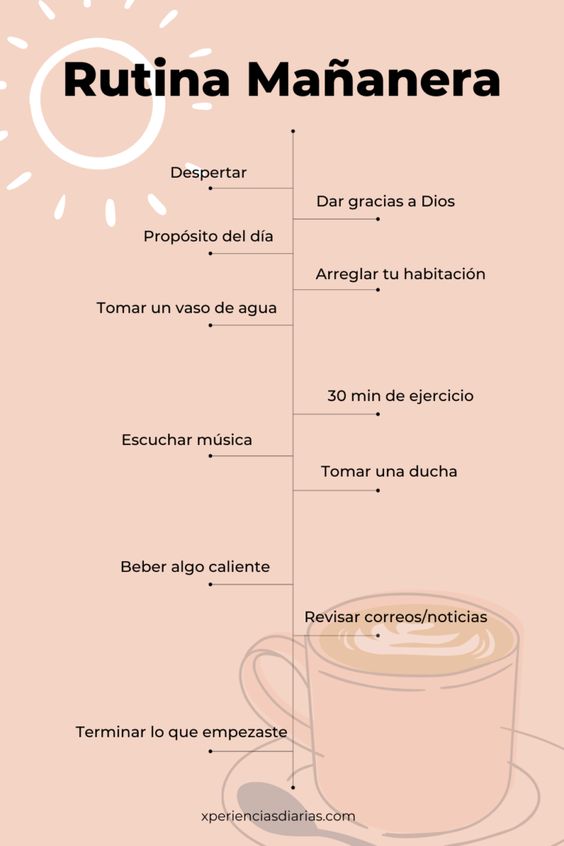 Rutina Mañanera
Despertar
Dar gracias a Dios
Propósito del día
Arreglar tu habitación
Tomar un vaso de agua
30 min de ejercicio
Escuchar música
Tomar una ducha
Beber algo caliente
Revisar correos/noticias
Terminar lo que empezaste
xperienciasdiarias.com